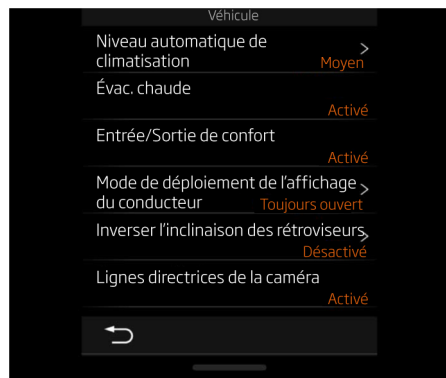 Véhicule
Niveau automatique de
climatisation
Moyen
Évac. chaude
Activé
Entrée/Sortie de confort
Activé
Mode de déploiement de l'affichage
du conducteur
Toujours ouvert
Inverser l'inclinaison des rétroviseurs
Désactivé
Lignes directrices de la caméra
Activé